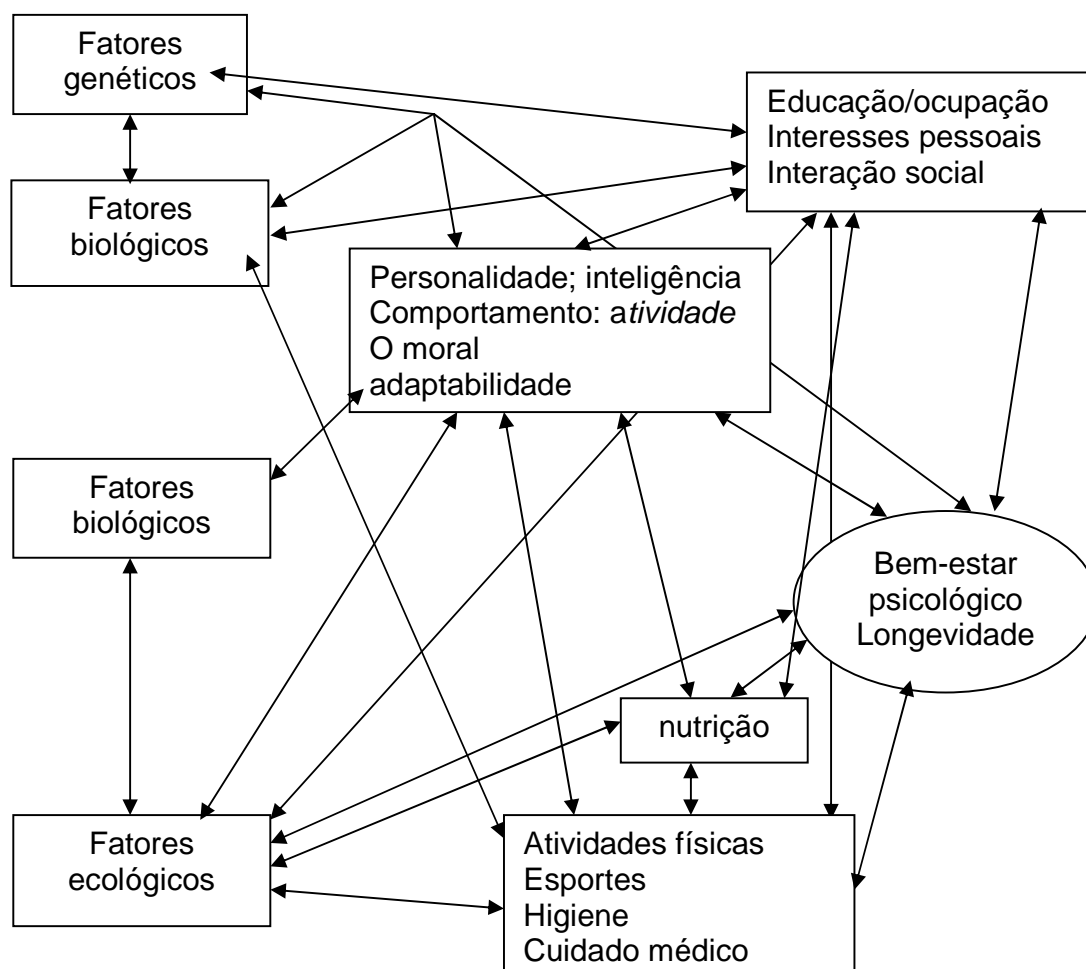 Fatores
genéticos
Educação/ocupação
Interesses pessoais
Interação social
Fatores
biológicos
Personalidade; inteligência
Comportamento: atividade
O moral
adaptabilidade
Fatores
biológicos
Bem-estar
psicológico
Longevidade
nutrição
Fatores
ecológicos
Atividades físicas
Esportes
Higiene
Cuidado médico